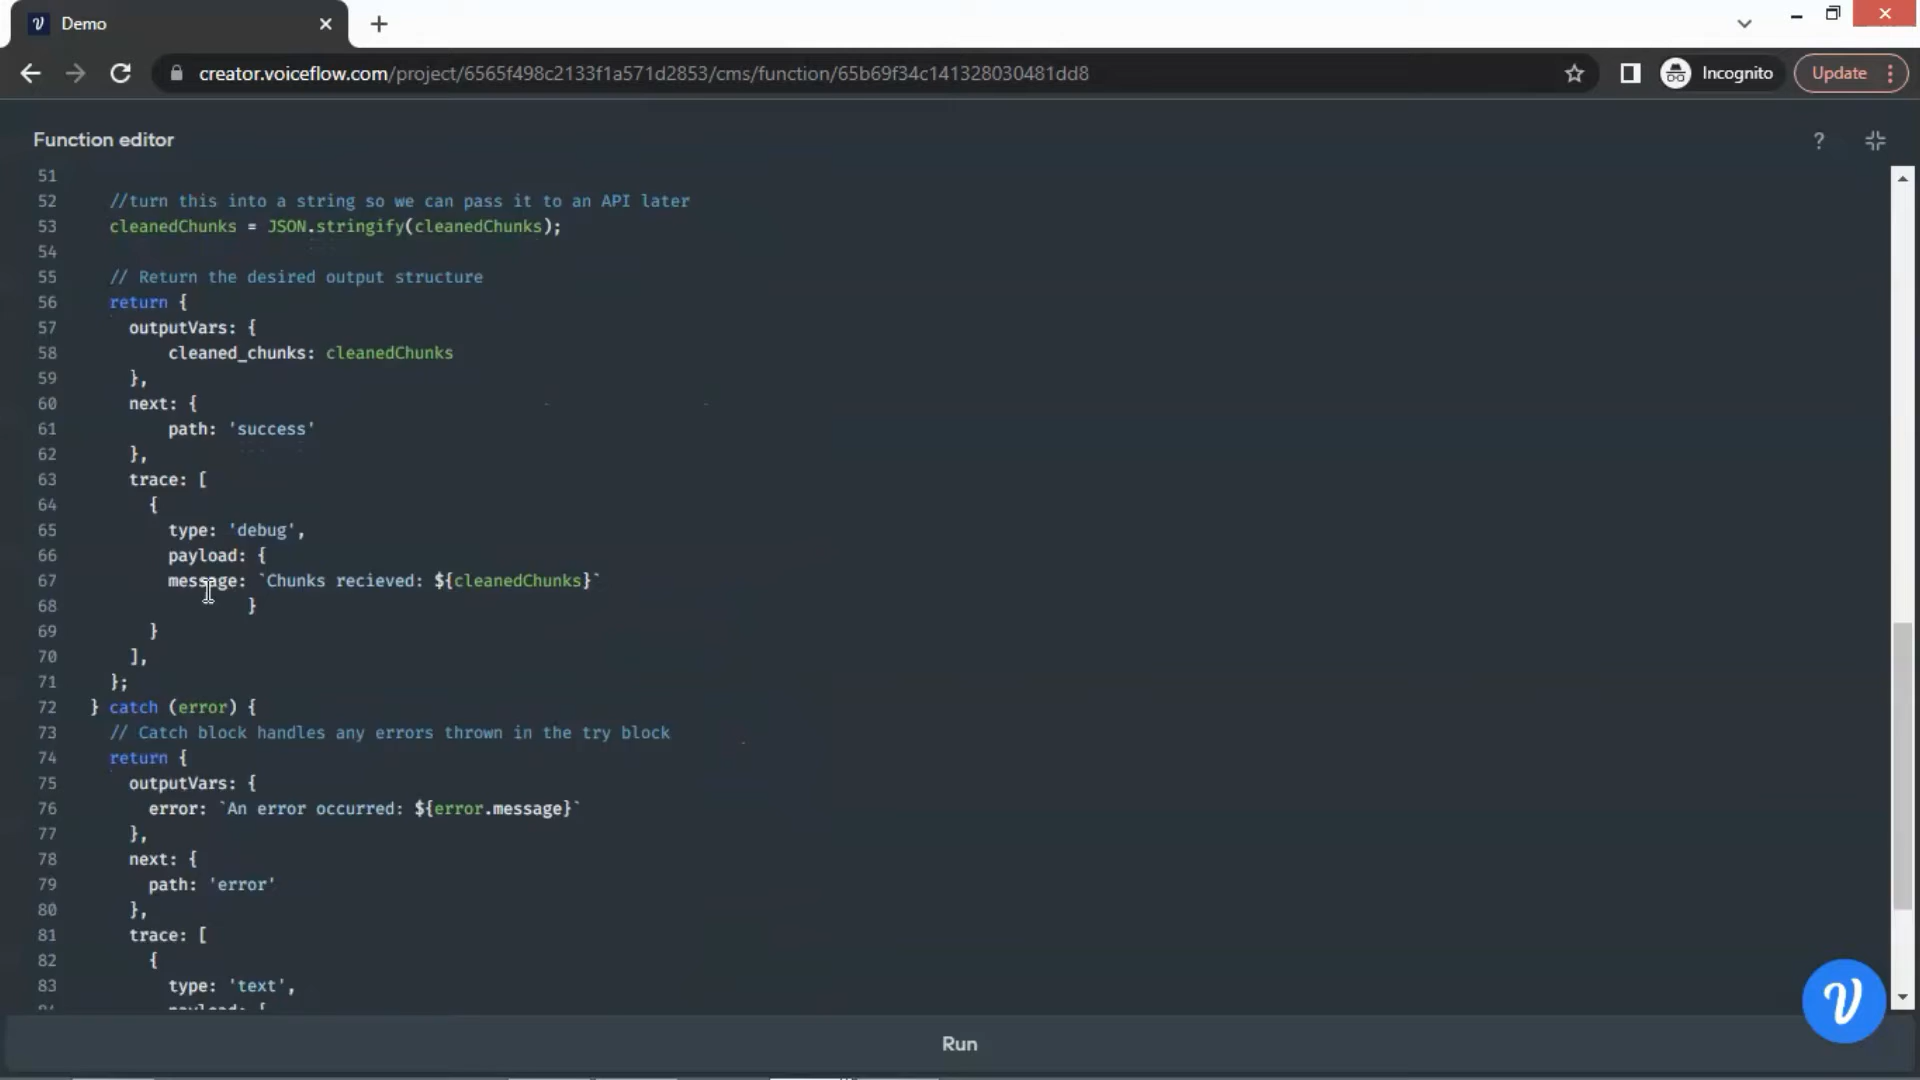 Demo
creator.voiceflow.com/project/6565f498c2133f1a571d2853/cms/function/65b69f34c141328030481dd8
Incognito
Update
Function editor
?
51
52 //turn this into a string so we can pass it to an API later
53 cleanedChunks = JSON.stringify(cleanedChunks);
54
55 // Return the desired output structure
56 return {
57 outputVars: {
58 cleaned_chunks: cleanedChunks
59 },
60 next: {
61 path: 'success'
62 },
63 trace: [
64 {
65 type: 'debug',
66 payload: {
67 message: `Chunks recieved: ${cleanedChunks}`
68 }
69 }
70 ],
71 };
72 } catch (error) {
73 // Catch block handles any errors thrown in the try block
74 return {
75 outputVars: {
76 error: `An error occurred: ${error.message}`
77 },
78 next: {
79 path: 'error'
80 },
81 trace: [
82 {
83 type: 'text',
Run